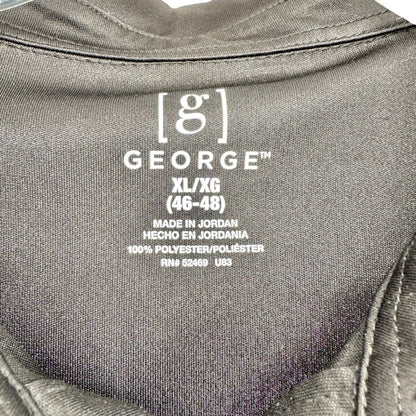 [g]
GEORGE™
XL/XG
(46-48)
MADE IN JORDAN
HECHO EN JORDANIA
100% POLYESTER/POLIÉSTER
RN# 52469 U83